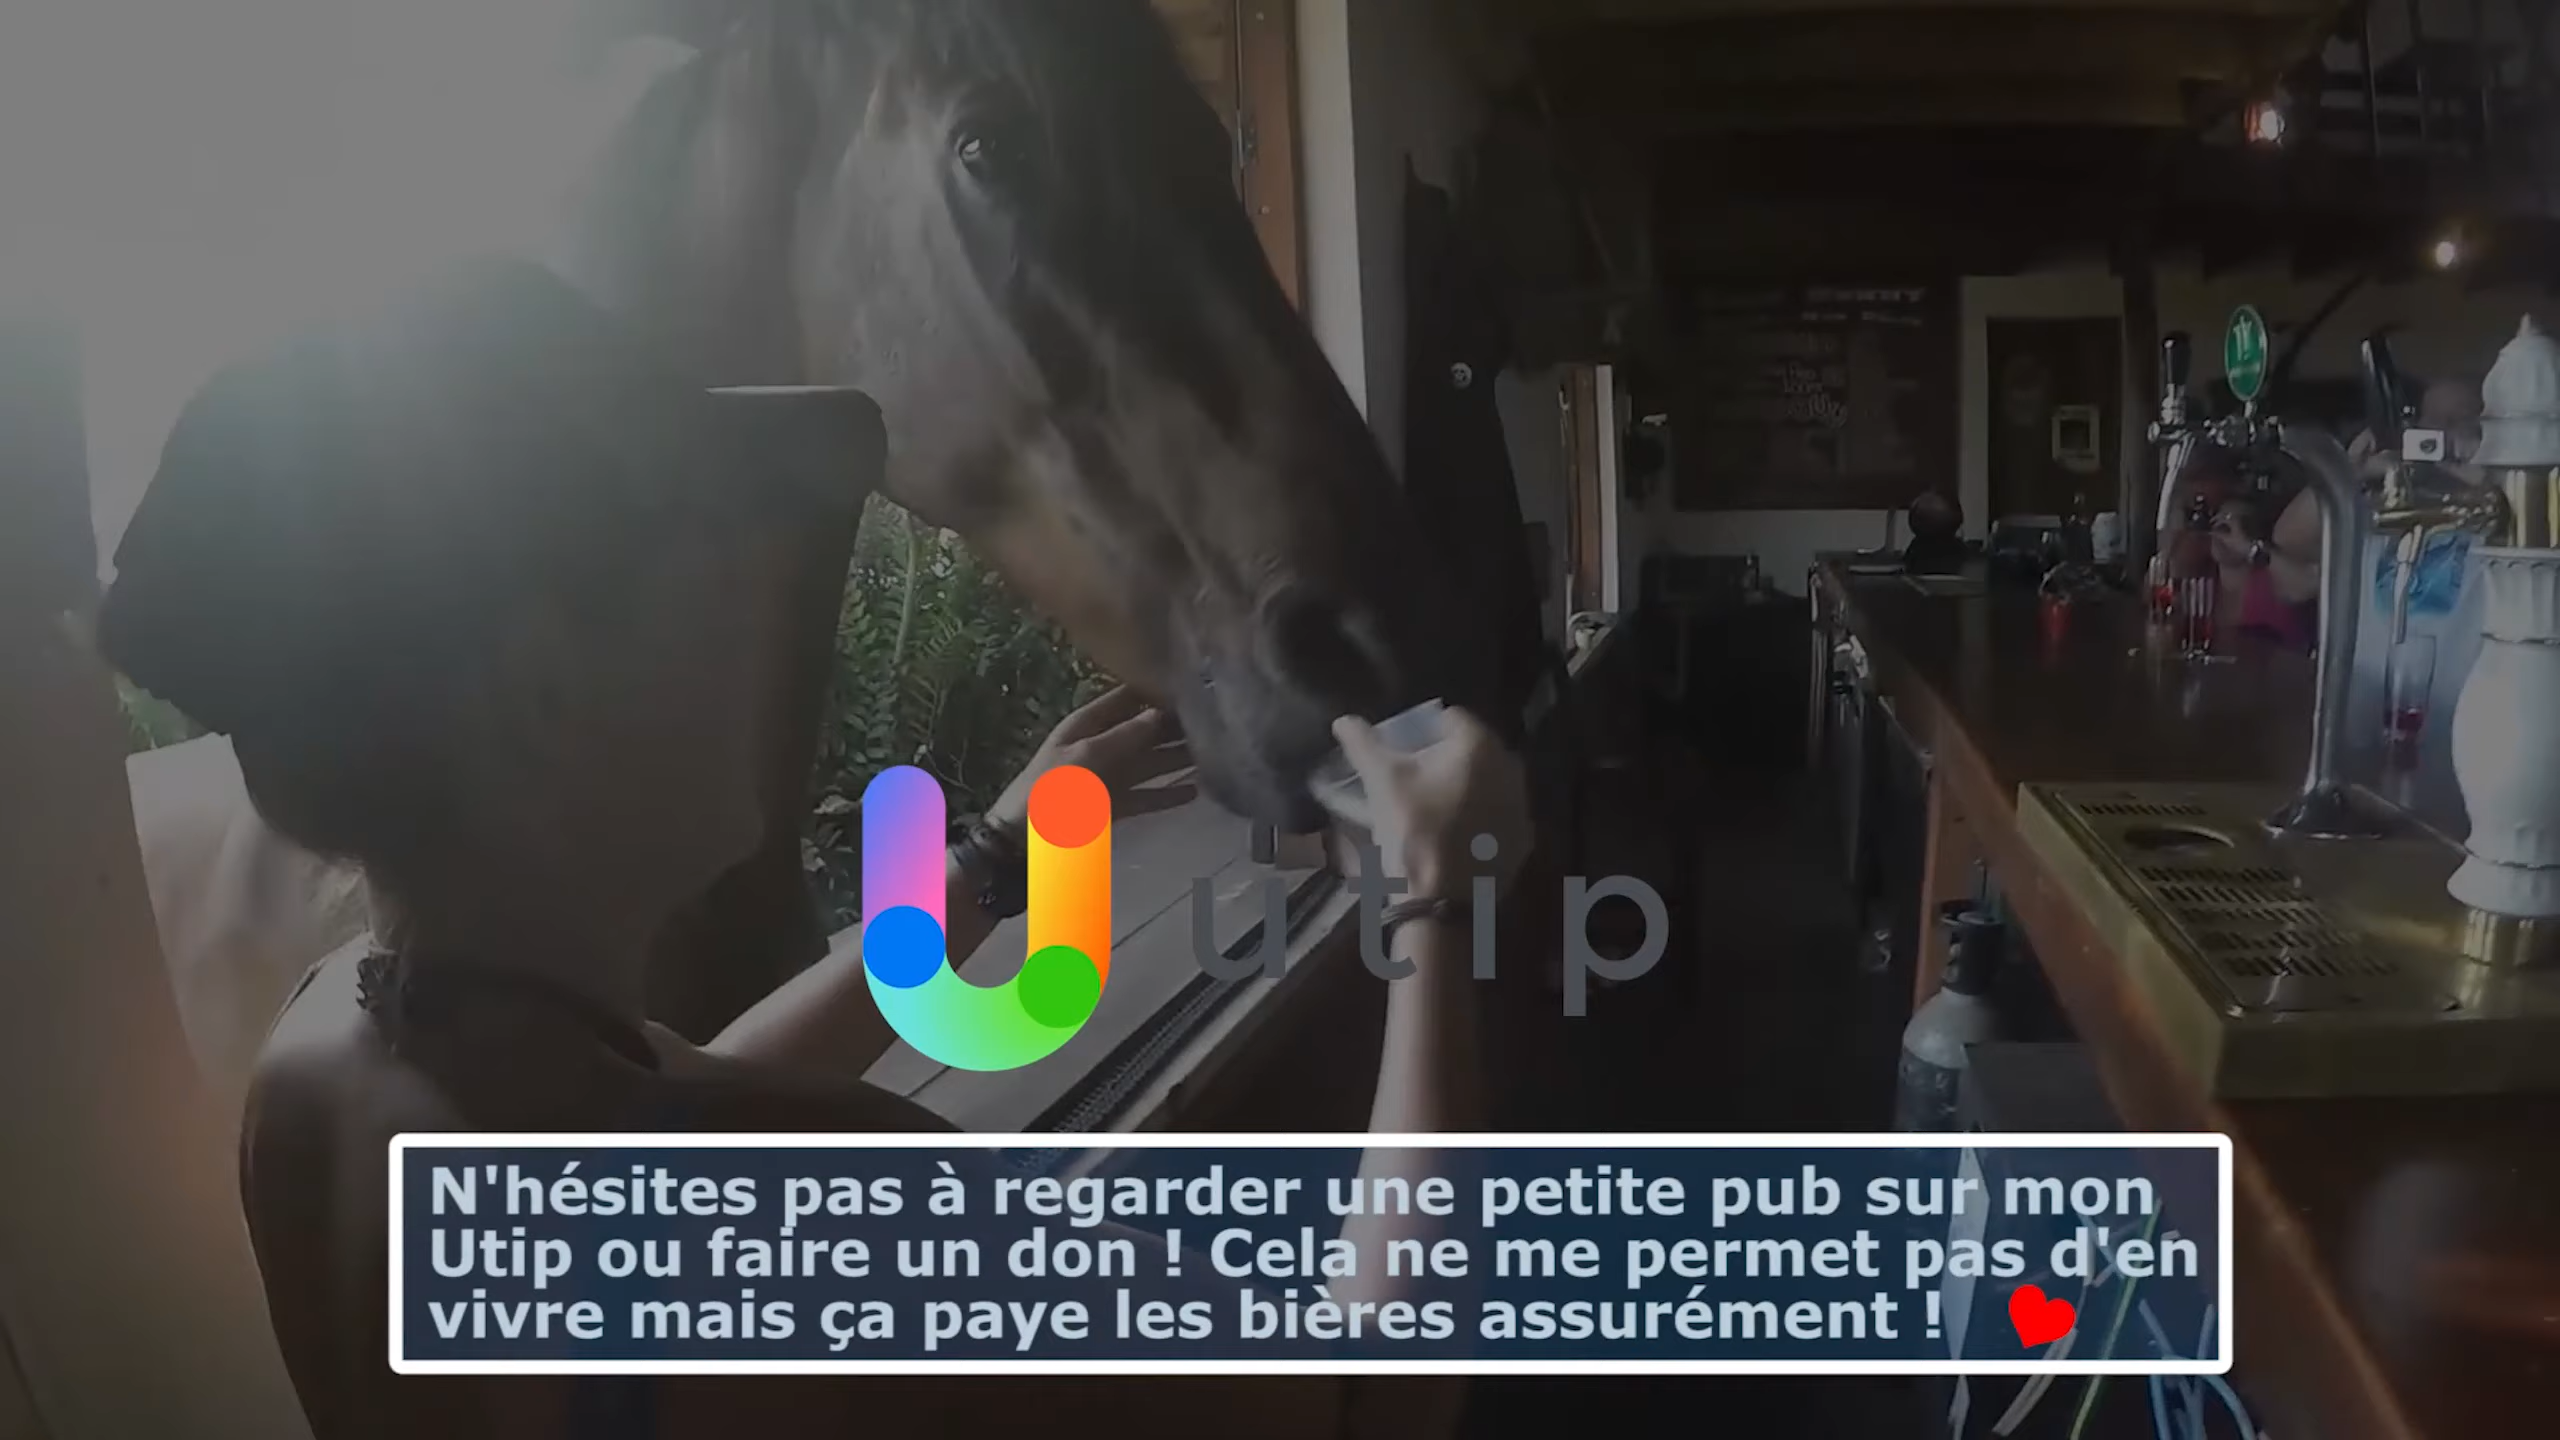 utip
N'hésites pas à regarder une petite pub sur mon
Utip ou faire un don ! Cela ne me permet pas d'en
vivre mais ça paye les bières assurément !